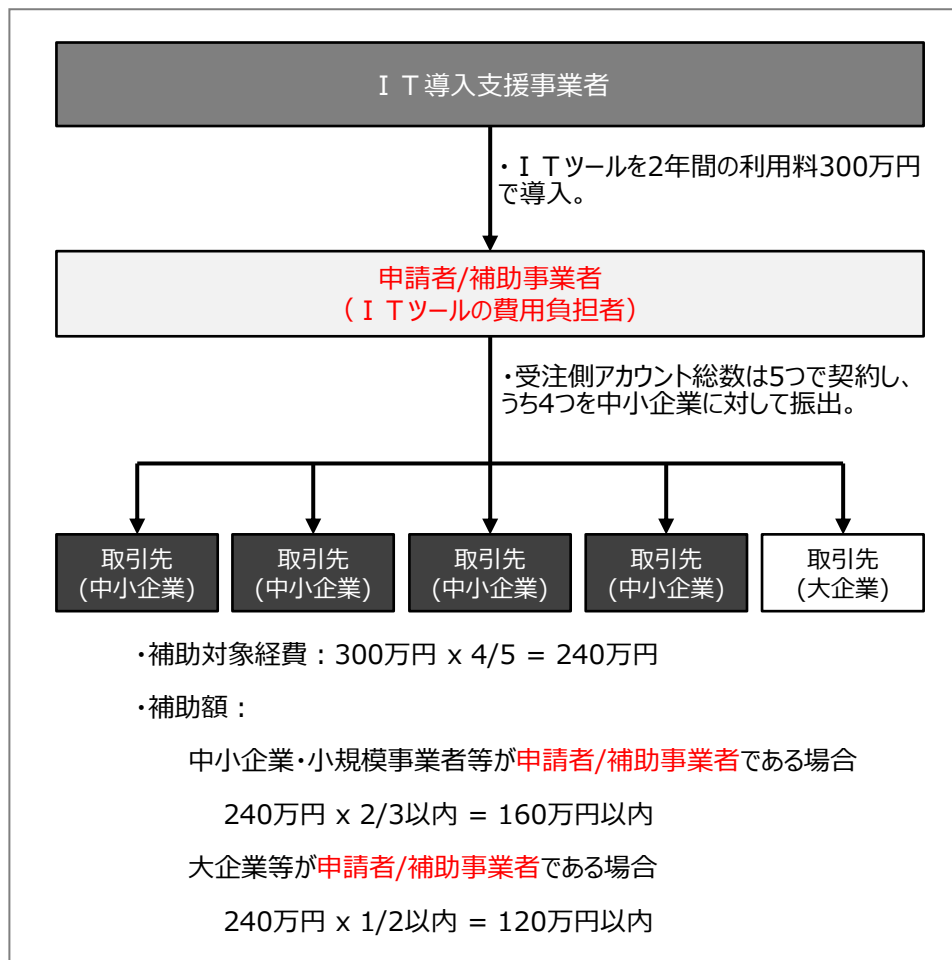 ＩＴ導入支援事業者
・ＩＴツールを2年間の利用料300万円
で導入。
申請者/補助事業者
（ＩＴツールの費用負担者）
・受注側アカウント総数は5つで契約し、
うち4つを中小企業に対して振出。
取引先
(中小企業)
取引先
(中小企業)
取引先
(中小企業)
取引先
(中小企業)
取引先
(大企業)
・補助対象経費：300万円 x 4/5 = 240万円
・補助額：
中小企業・小規模事業者等が申請者/補助事業者である場合
240万円 x 2/3以内 = 160万円以内
大企業等が申請者/補助事業者である場合
240万円 x 1/2以内 = 120万円以内